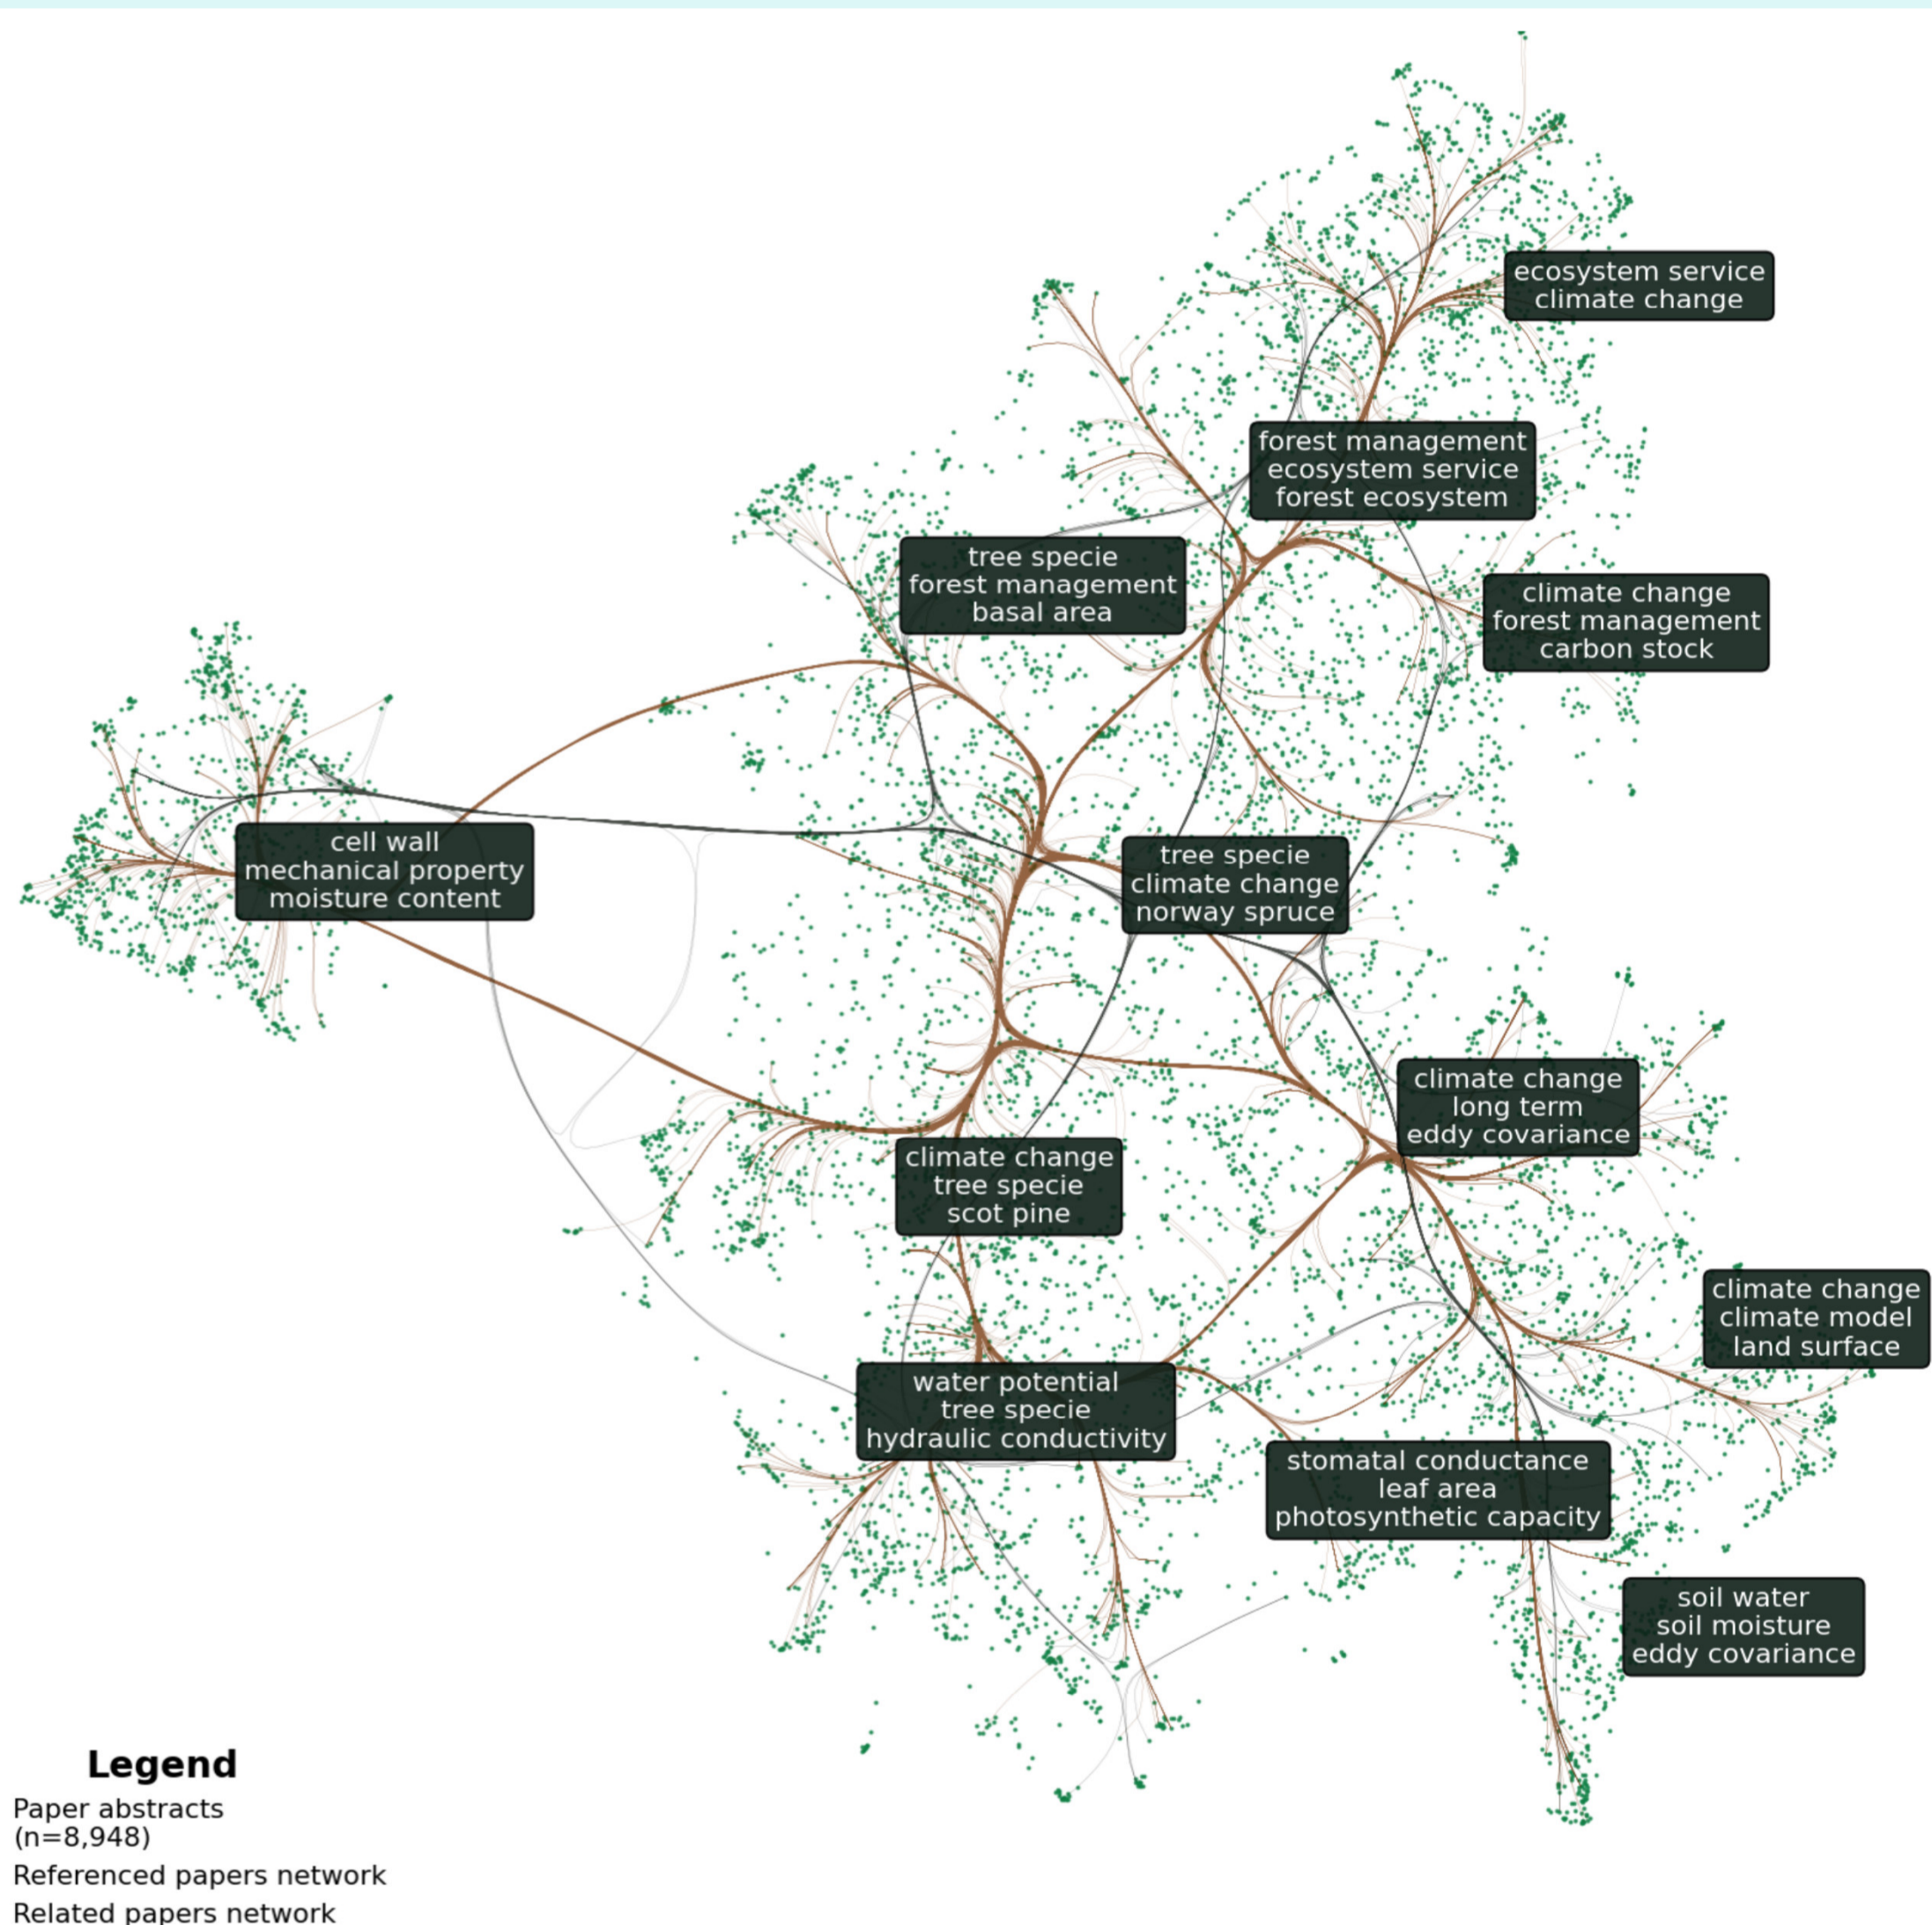 ecosystem service
climate change
forest management
ecosystem service
forest ecosystem
tree specie
forest management
basal area
climate change
forest management
carbon stock
cell wall
mechanical property
moisture content
tree specie
climate change
norway spruce
climate change
long term
eddy covariance
climate change
tree specie
scot pine
climate change
climate model
land surface
water potential
tree specie
hydraulic conductivity
stomatal conductance
leaf area
photosynthetic capacity
soil water
soil moisture
eddy covariance
Legend
Paper abstracts
(n=8,948)
Referenced papers network
Related papers network